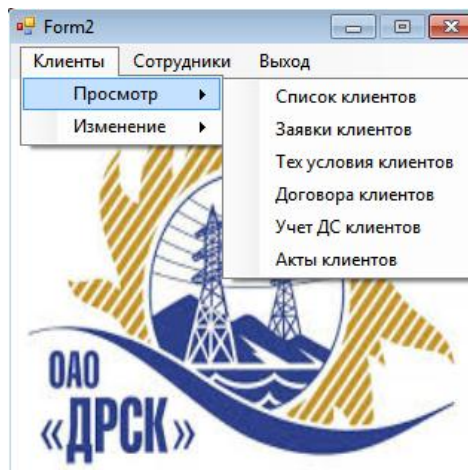 Form2
Клиенты Сотрудники Выход
Просмотр
Изменение
Список клиентов
Заявки клиентов
Тех условия клиентов
Договора клиентов
Учет ДС клиентов
Акты клиентов
ОАО
«ДРСК»